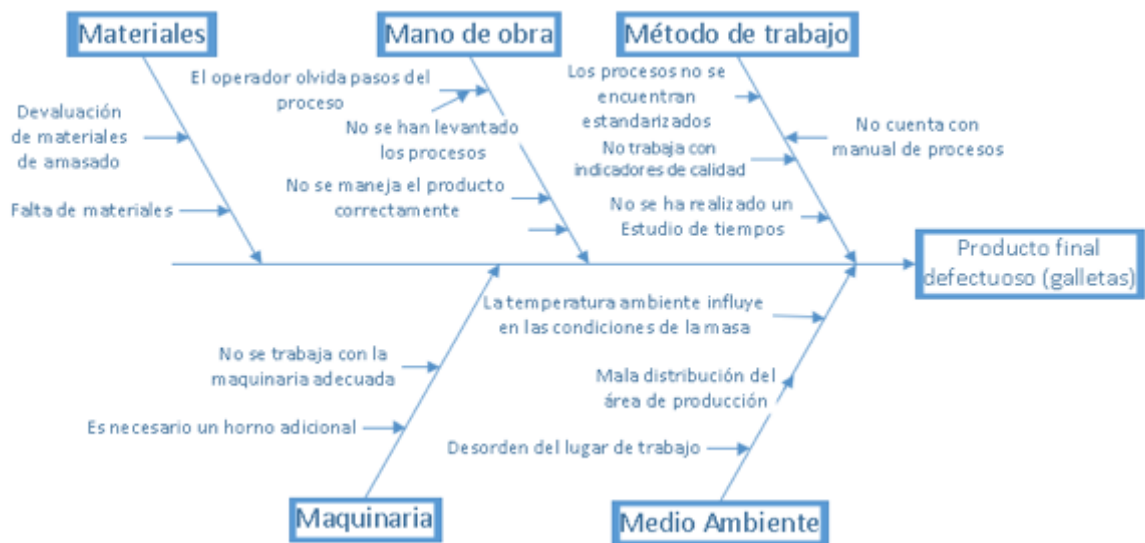 Materiales
Mano de obra
Método de trabajo
El operador olvida pasos del
proceso
Los procesos no se
encuentran
estandarizados
Devaluación
de materiales
de amasado
No se han levantado
los procesos
No cuenta con
manual de procesos
No trabaja con
indicadores de calidad
Falta de materiales
No se maneja el producto
correctamente
No se ha realizado un
Estudio de tiempos
Producto final
defectuoso (galletas)
La temperatura ambiente influye
en las condiciones de la masa
No se trabaja con la
maquinaria adecuada
Mala distribución del
área de producción
Es necesario un horno adicional
Desorden del lugar de trabajo
Maquinaria
Medio Ambiente